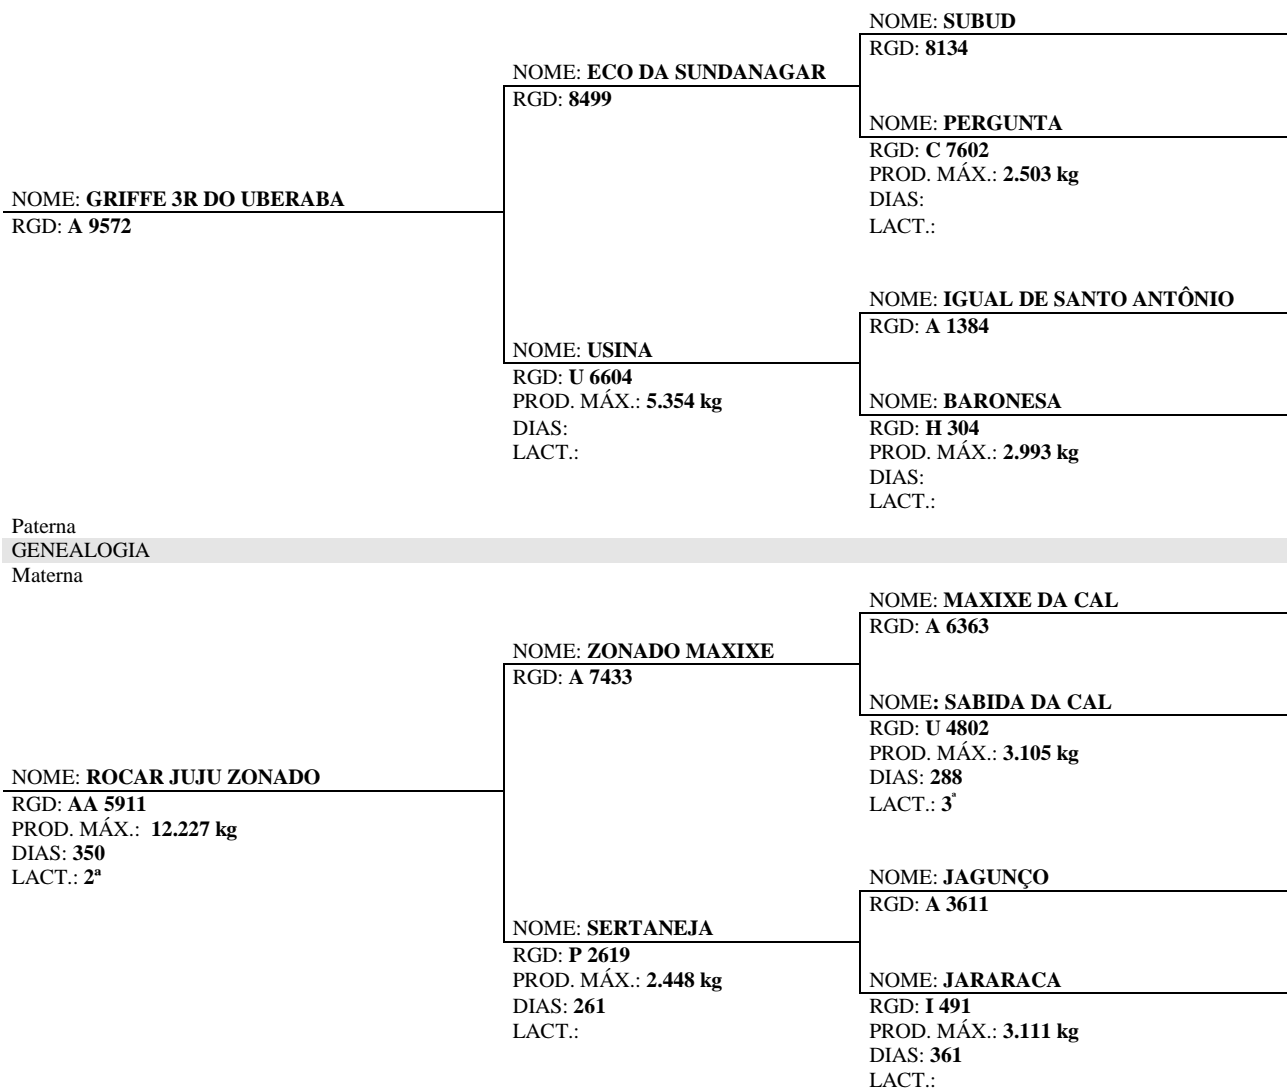 NOME: SUBUD
RGD: 8134
NOME: ECO DA SUNDANAGAR
RGD: 8499
NOME: PERGUNTA
RGD: C 7602
PROD. MÁX.: 2.503 kg
DIAS:
LACT.:
NOME: GRIFFE 3R DO UBERABA
RGD: A 9572
NOME: IGUAL DE SANTO ANTÔNIO
RGD: A 1384
NOME: USINA
RGD: U 6604
PROD. MÁX.: 5.354 kg
DIAS:
LACT.:
NOME: BARONESA
RGD: H 304
PROD. MÁX.: 2.993 kg
DIAS:
LACT.:
Paterna
GENEALOGIA
Materna
NOME: MAXIXE DA CAL
RGD: A 6363
NOME: ZONADO MAXIXE
RGD: A 7433
NOME: SABIDA DA CAL
RGD: U 4802
PROD. MÁX.: 3.105 kg
DIAS: 288
LACT.: 3ª
NOME: ROCAR JUJU ZONADO
RGD: AA 5911
PROD. MÁX.: 12.227 kg
DIAS: 350
LACT.: 2ª
NOME: JAGUNÇO
RGD: A 3611
NOME: SERTANEJA
RGD: P 2619
PROD. MÁX.: 2.448 kg
DIAS: 261
LACT.:
NOME: JARARACA
RGD: I 491
PROD. MÁX.: 3.111 kg
DIAS: 361
LACT.: